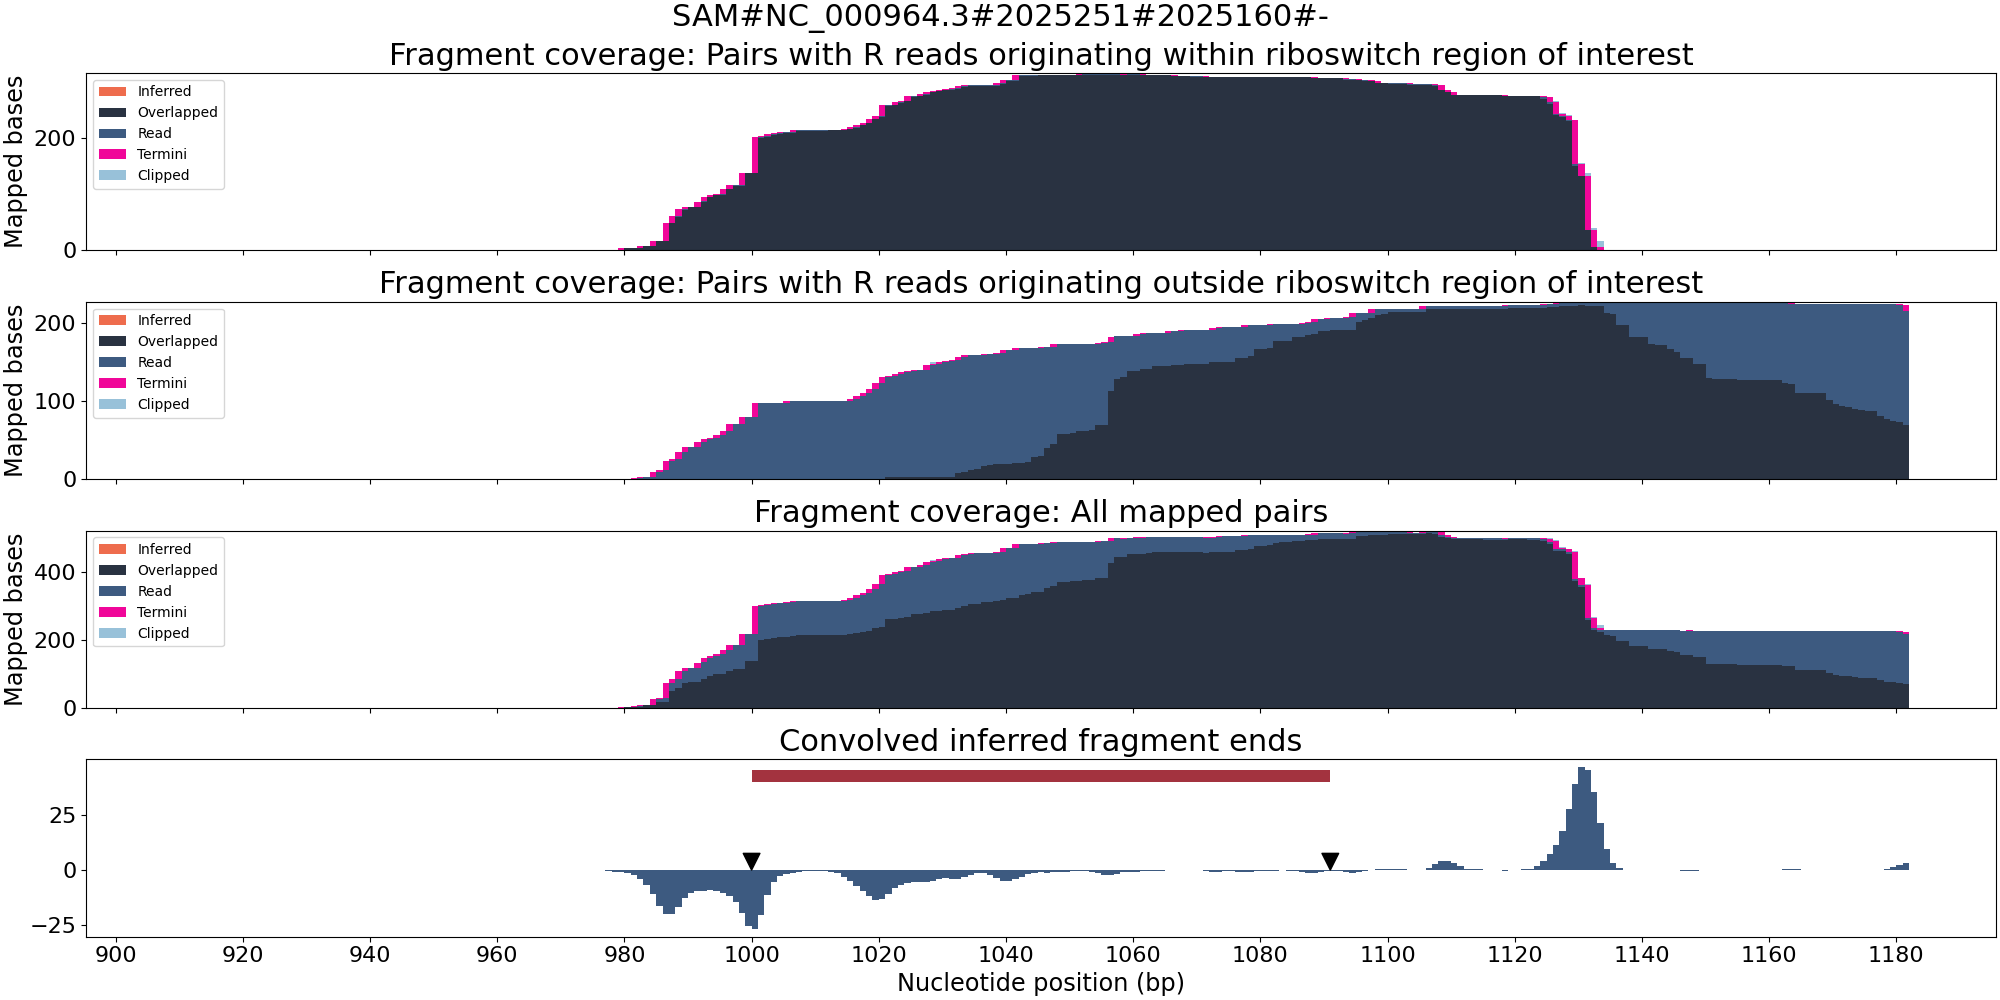 SAM#NC_000964.3#2025251#2025160#-
Fragment coverage: Pairs with R reads originating within riboswitch region of interest
Mapped bases
200
0
Inferred
Overlapped
Read
Termini
Clipped
Fragment coverage: Pairs with R reads originating outside riboswitch region of interest
Mapped bases
200
100
0
Inferred
Overlapped
Read
Termini
Clipped
Fragment coverage: All mapped pairs
Mapped bases
400
200
0
Inferred
Overlapped
Read
Termini
Clipped
Convolved inferred fragment ends
25
0
−25
900 920 940 960 980 1000 1020 1040 1060 1080 1100 1120 1140 1160 1180
Nucleotide position (bp)